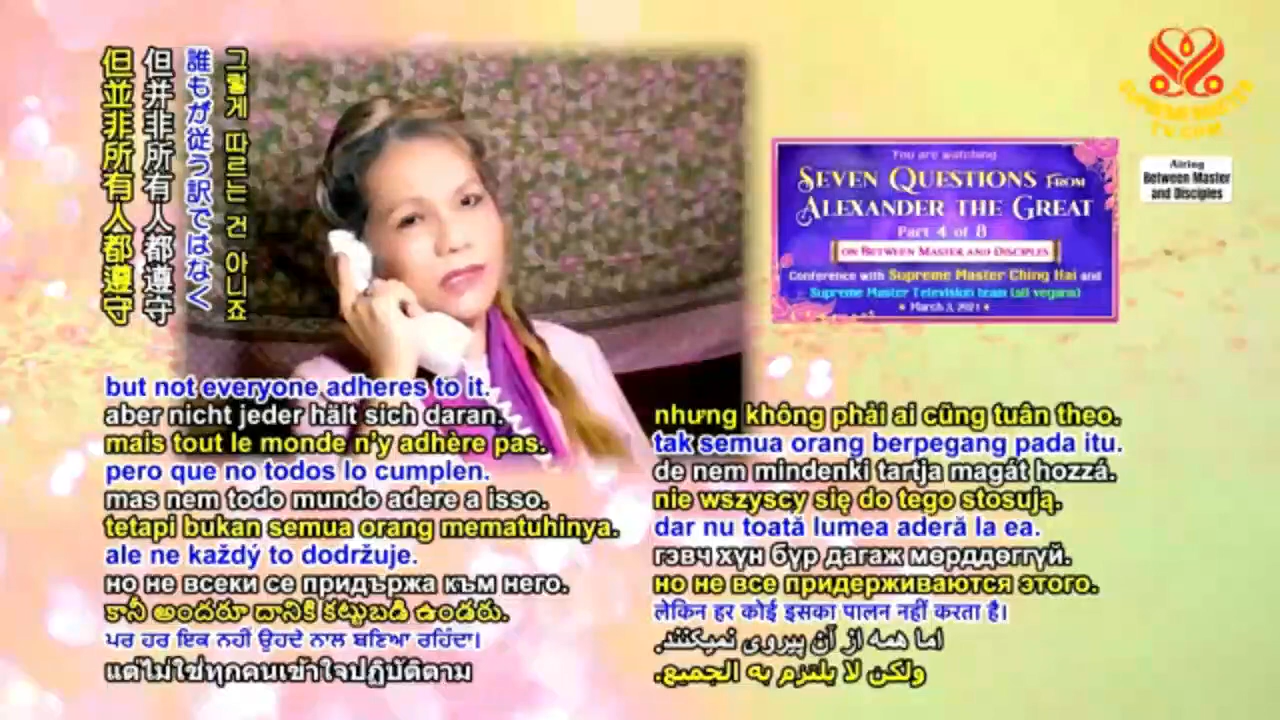 但並非所有人都遵守
但并非所有人都遵守
誰もが従う訳ではなく
그렇게 따르는 건 아니죠
SUPREME MASTER
TV.COM
Airing
Between Master
and Disciples
You are watching
SEVEN QUESTIONS FROM
ALEXANDER THE GREAT
Part 4 of 8
ON BETWEEN MASTER AND DISCIPLES
Conference with Supreme Master Ching Hai and
Supreme Master Television team (all vegans)
March 3, 2021
but not everyone adheres to it.
aber nicht jeder hält sich daran.
mais tout le monde n'y adhère pas.
pero que no todos lo cumplen.
mas nem todo mundo adere a isso.
tetapi bukan semua orang mematuhinya.
ale ne každý to dodržuje.
но не всеки се придържа към него.
కానీ అందరూ దానికి కట్టుబడి ఉండరు.
ਪਰ ਹਰ ਇਕ ਨਹੀਂ ਉਹਦੇ ਨਾਲ ਬਣਿਆ ਰਹਿੰਦਾ।
แต่ไม่ใช่ทุกคนเข้าใจปฏิบัติตาม
nhưng không phải ai cũng tuân theo.
tak semua orang berpegang pada itu.
de nem mindenki tartja magát hozzá.
nie wszyscy się do tego stosują.
dar nu toată lumea aderă la ea.
гэвч хүн бүр дагаж мөрддөггүй.
но не все придерживаются этого.
लेकिन हर कोई इसका पालन नहीं करता है।
اما همه از آن پیروی نمیکنند.
ولكن لا يلتزم به الجميع.